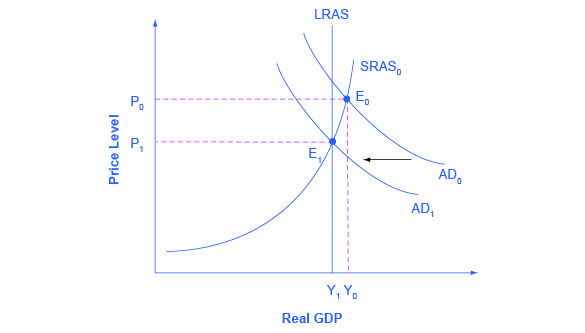 LRAS
SRAS₀
P₀
E₀
P₁
E₁
AD₀
AD₁
Price Level
Y₁ Y₀
Real GDP